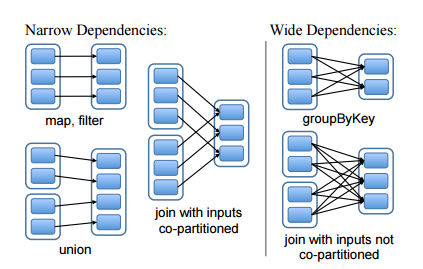 Narrow Dependencies:
map, filter
union
join with inputs
co-partitioned
Wide Dependencies:
groupByKey
join with inputs not
co-partitioned